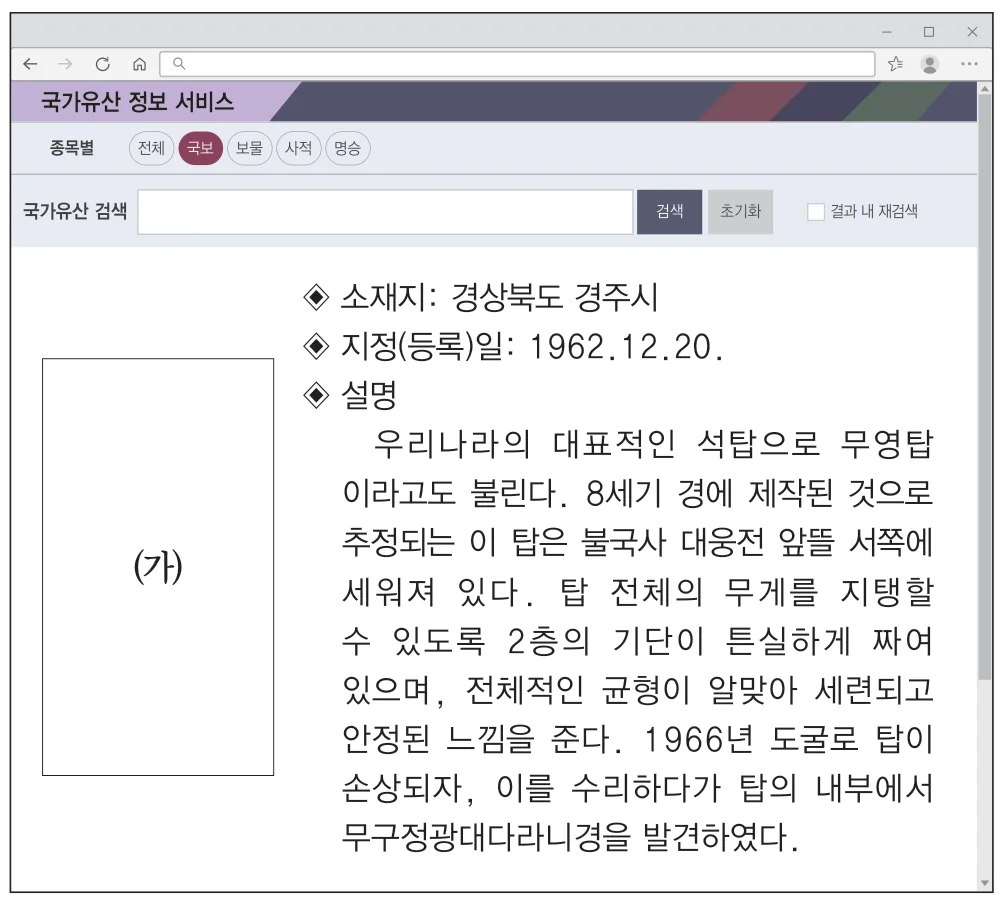 국가유산 정보 서비스
종목별 전체 국보 보물 사적 명승
국가유산 검색 검색 초기화 결과 내 재검색
◈ 소재지: 경상북도 경주시
◈ 지정(등록)일: 1962.12.20.
◈ 설명
우리나라의 대표적인 석탑으로 무영탑
이라고도 불린다. 8세기 경에 제작된 것으로
추정되는 이 탑은 불국사 대웅전 앞뜰 서쪽에
세워져 있다. 탑 전체의 무게를 지탱할
수 있도록 2층의 기단이 튼실하게 짜여
있으며, 전체적인 균형이 알맞아 세련되고
안정된 느낌을 준다. 1966년 도굴로 탑이
손상되자, 이를 수리하다가 탑의 내부에서
무구정광대다라니경을 발견하였다.
(가)